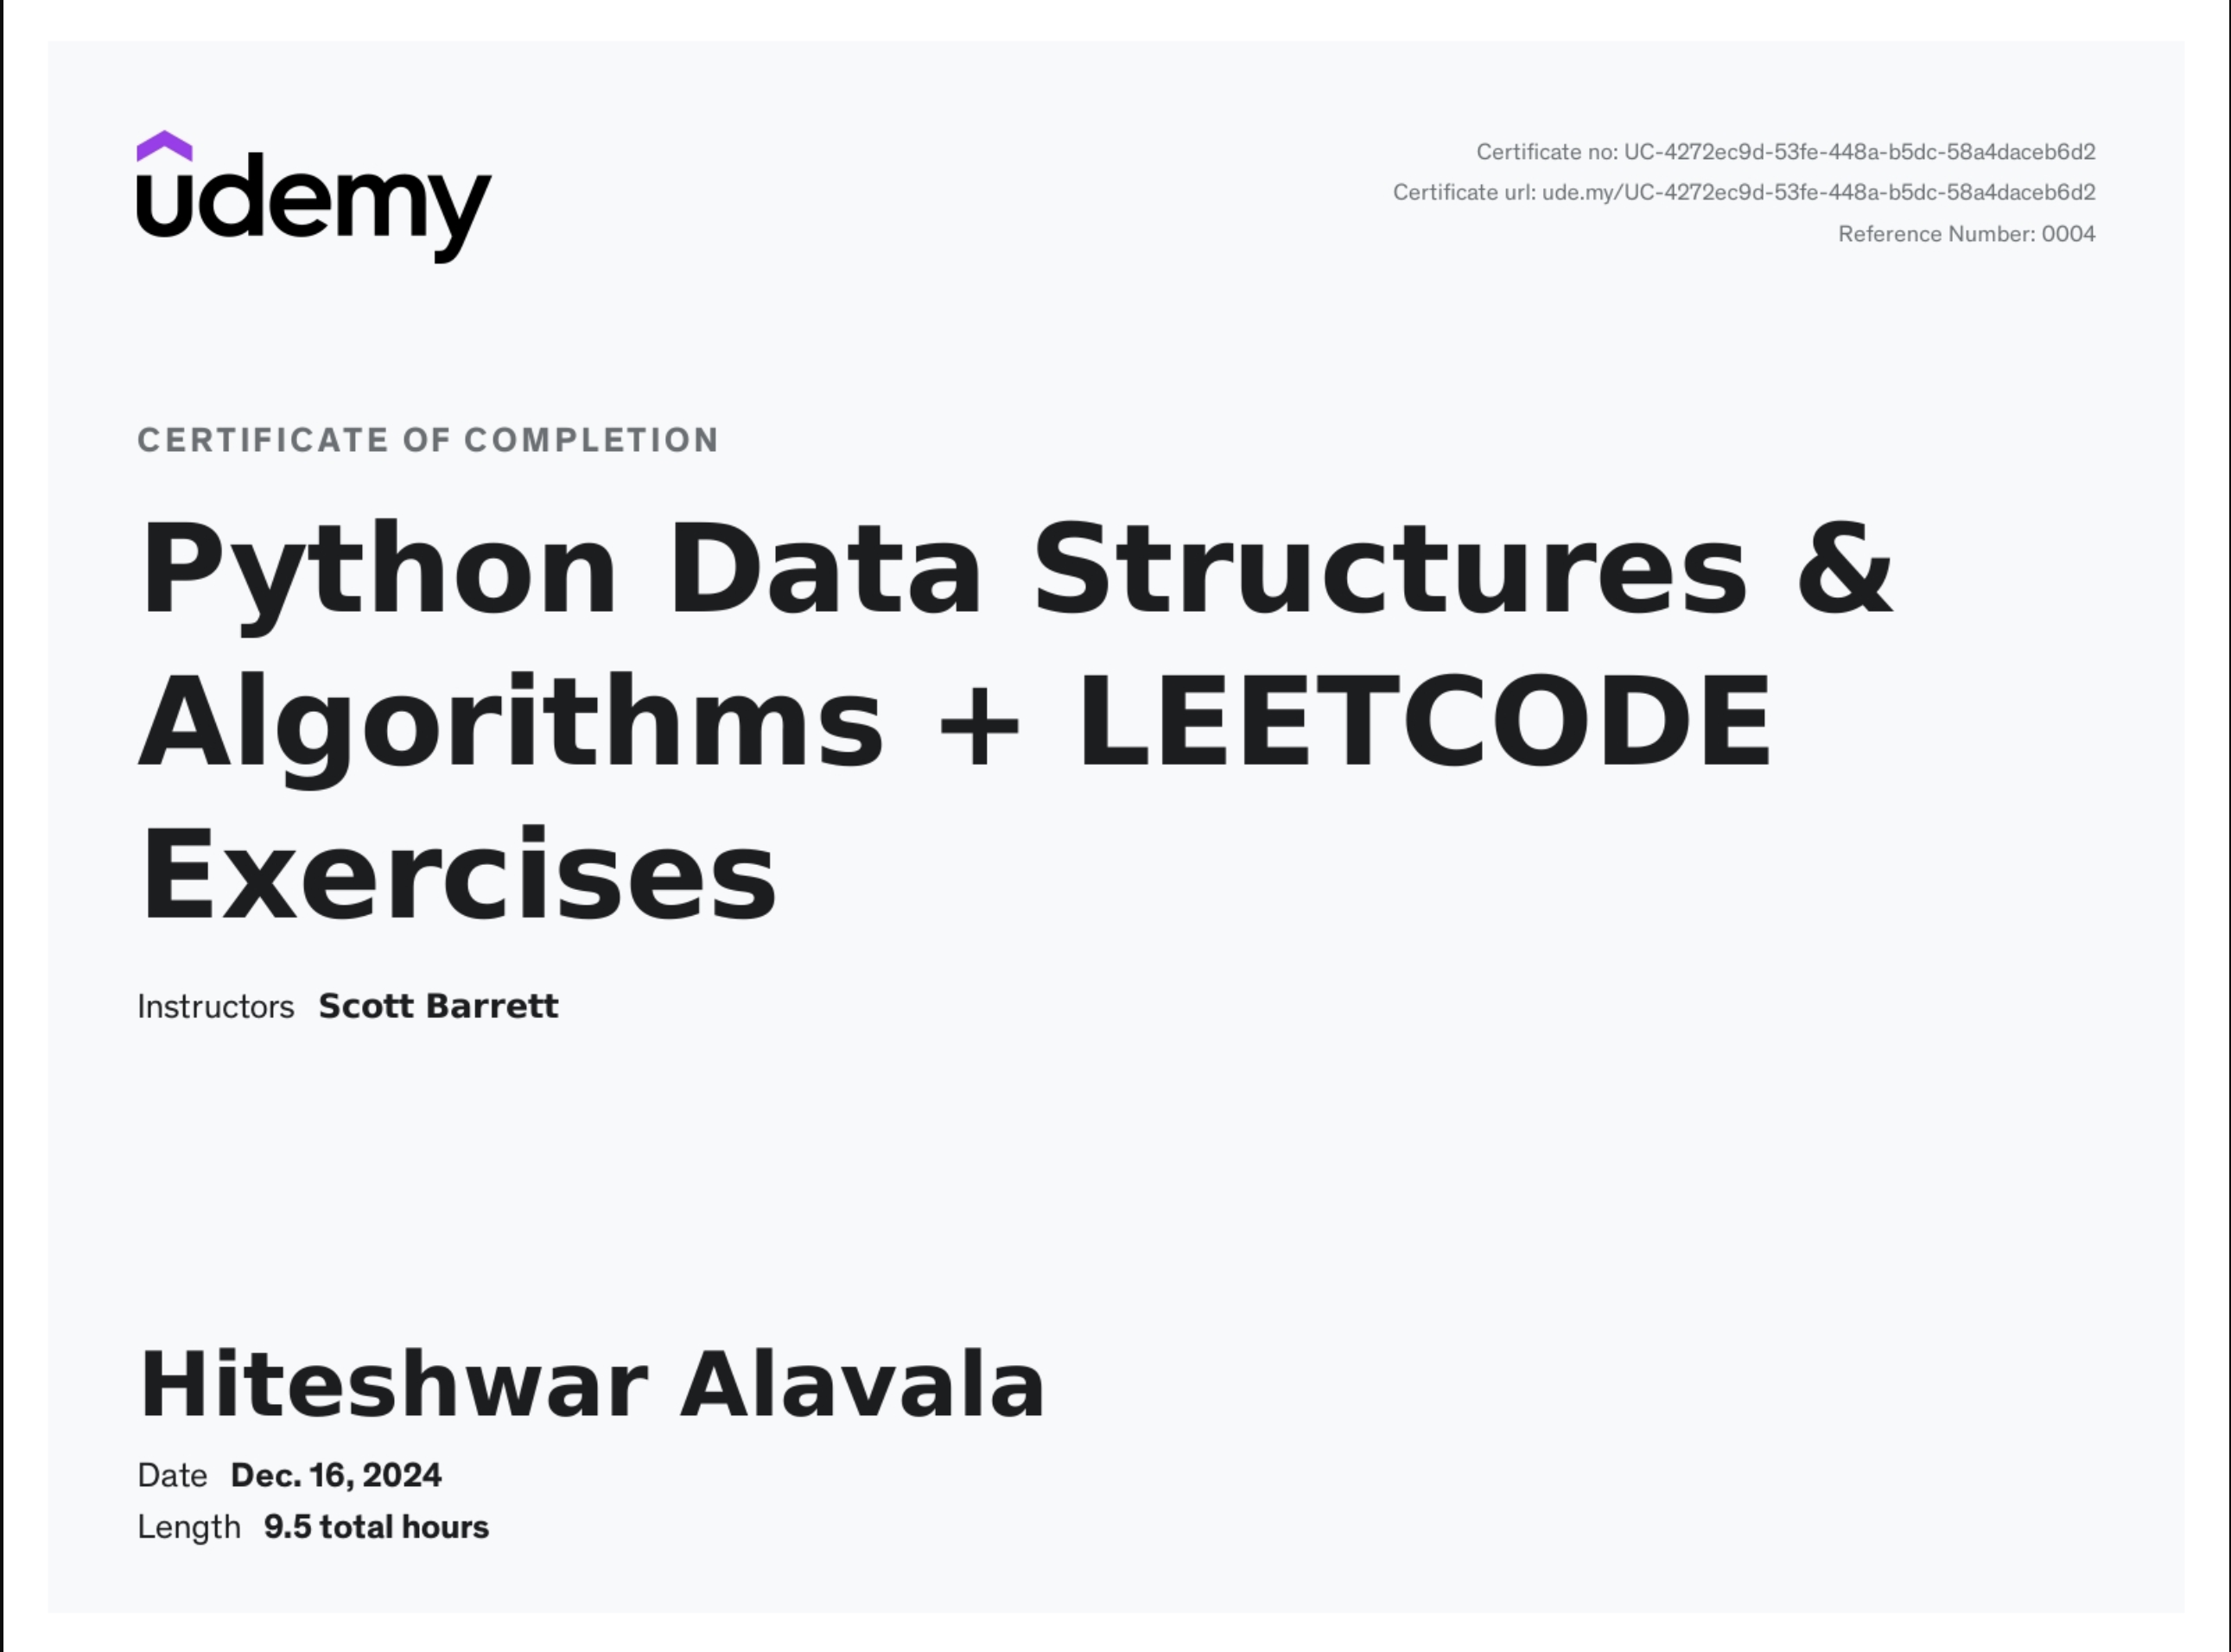 udemy
Certificate no: UC-4272ec9d-53fe-448a-b5dc-58a4daceb6d2
Certificate url: ude.my/UC-4272ec9d-53fe-448a-b5dc-58a4daceb6d2
Reference Number: 0004
CERTIFICATE OF COMPLETION
Python Data Structures &
Algorithms + LEETCODE
Exercises
Instructors Scott Barrett
Hiteshwar Alavala
Date Dec. 16, 2024
Length 9.5 total hours